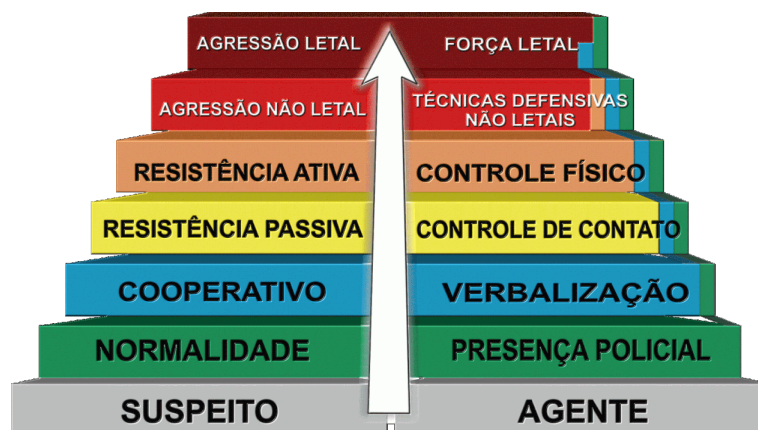 AGRESSÃO LETAL FORÇA LETAL
AGRESSÃO NÃO LETAL TÉCNICAS DEFENSIVAS
NÃO LETAIS
RESISTÊNCIA ATIVA CONTROLE FÍSICO
RESISTÊNCIA PASSIVA CONTROLE DE CONTATO
COOPERATIVO VERBALIZAÇÃO
NORMALIDADE PRESENÇA POLICIAL
SUSPEITO AGENTE